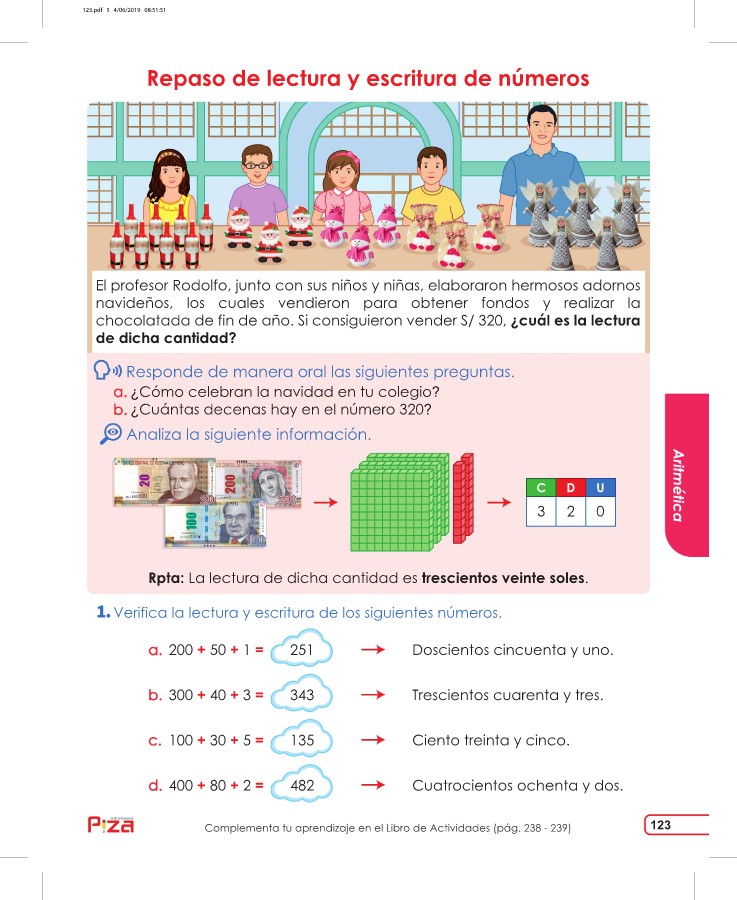 123.pdf 1 4/06/2019 08:51:51
Repaso de lectura y escritura de números
El profesor Rodolfo, junto con sus niños y niñas, elaboraron hermosos adornos
navideños, los cuales vendieron para obtener fondos y realizar la
chocolatada de fin de año. Si consiguieron vender S/ 320, ¿cuál es la lectura
de dicha cantidad?
Responde de manera oral las siguientes preguntas.
a. ¿Cómo celebran la navidad en tu colegio?
b. ¿Cuántas decenas hay en el número 320?
Analiza la siguiente información.
20
200
100
C D U
3 2 0
Aritmética
Rpta: La lectura de dicha cantidad es trescientos veinte soles.
1. Verifica la lectura y escritura de los siguientes números.
a. 200 + 50 + 1 = 251 → Doscientos cincuenta y uno.
b. 300 + 40 + 3 = 343 → Trescientos cuarenta y tres.
c. 100 + 30 + 5 = 135 → Ciento treinta y cinco.
d. 400 + 80 + 2 = 482 → Cuatrocientos ochenta y dos.
Piza
Complementa tu aprendizaje en el Libro de Actividades (pág. 238 - 239)
123